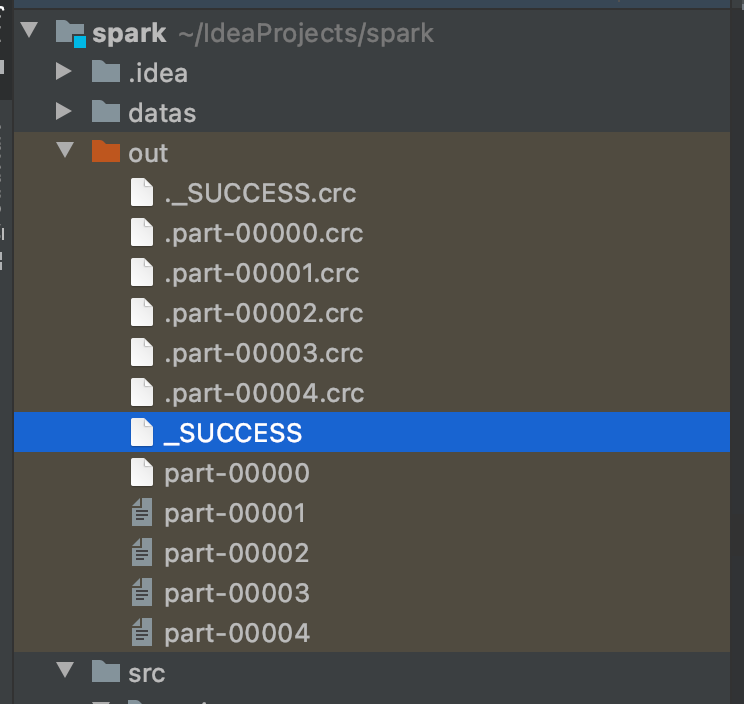 spark ~/IdeaProjects/spark
.idea
datas
out
._SUCCESS.crc
.part-00000.crc
.part-00001.crc
.part-00002.crc
.part-00003.crc
.part-00004.crc
_SUCCESS
part-00000
part-00001
part-00002
part-00003
part-00004
src